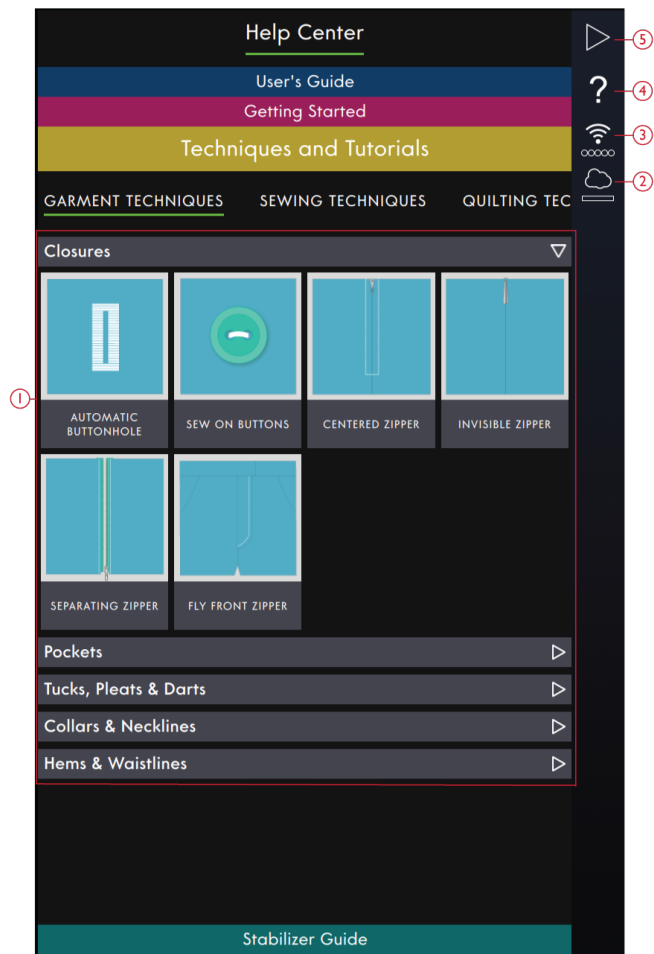 Help Center
User's Guide
Getting Started
Techniques and Tutorials
GARMENT TECHNIQUES SEWING TECHNIQUES QUILTING TEC
Closures
AUTOMATIC
BUTTONHOLE
SEW ON BUTTONS
CENTERED ZIPPER
INVISIBLE ZIPPER
SEPARATING ZIPPER
FLY FRONT ZIPPER
Pockets
Tucks, Pleats & Darts
Collars & Necklines
Hems & Waistlines
Stabilizer Guide
5
?
4
3
2
1